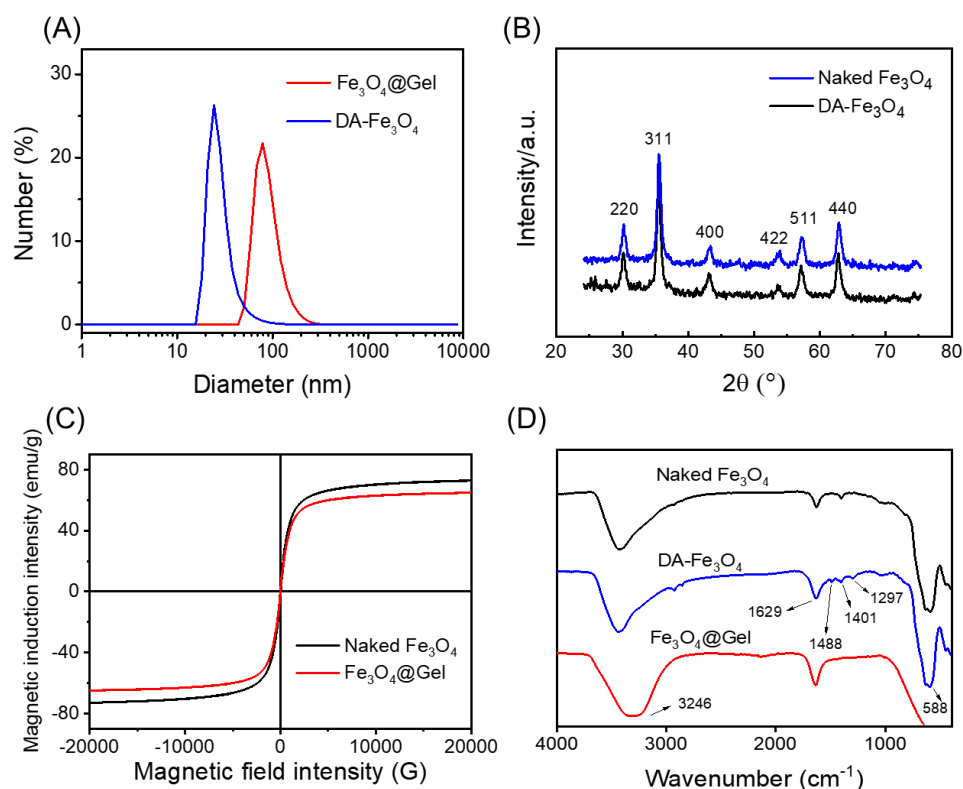 (A)
Number (%)
30
20
10
0
Fe₃O₄@Gel
DA-Fe₃O₄
1 10 100 1000 10000
Diameter (nm)
(B)
Intensity/a.u.
Naked Fe₃O₄
DA-Fe₃O₄
220
311
400
422
511
440
20 30 40 50 60 70 80
2θ (°)
(C)
Magnetic induction intensity (emu/g)
80
40
0
-40
-80
Naked Fe₃O₄
Fe₃O₄@Gel
-20000 -10000 0 10000 20000
Magnetic field intensity (G)
(D)
Naked Fe₃O₄
DA-Fe₃O₄
1629
1488
1401
1297
Fe₃O₄@Gel
3246
588
4000 3000 2000 1000
Wavenumber (cm⁻¹)